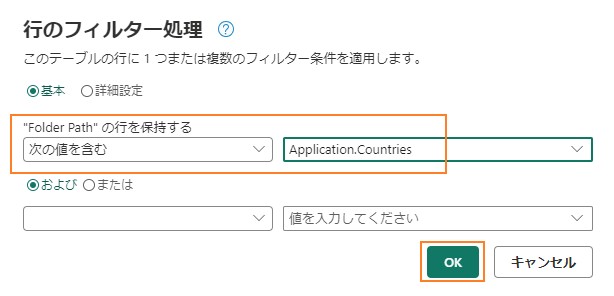 行のフィルター処理
このテーブルの行に 1 つまたは複数のフィルター条件を適用します。
基本 詳細設定
"Folder Path" の行を保持する
次の値を含む Application.Countries
および または
値を入力してください
OK キャンセル